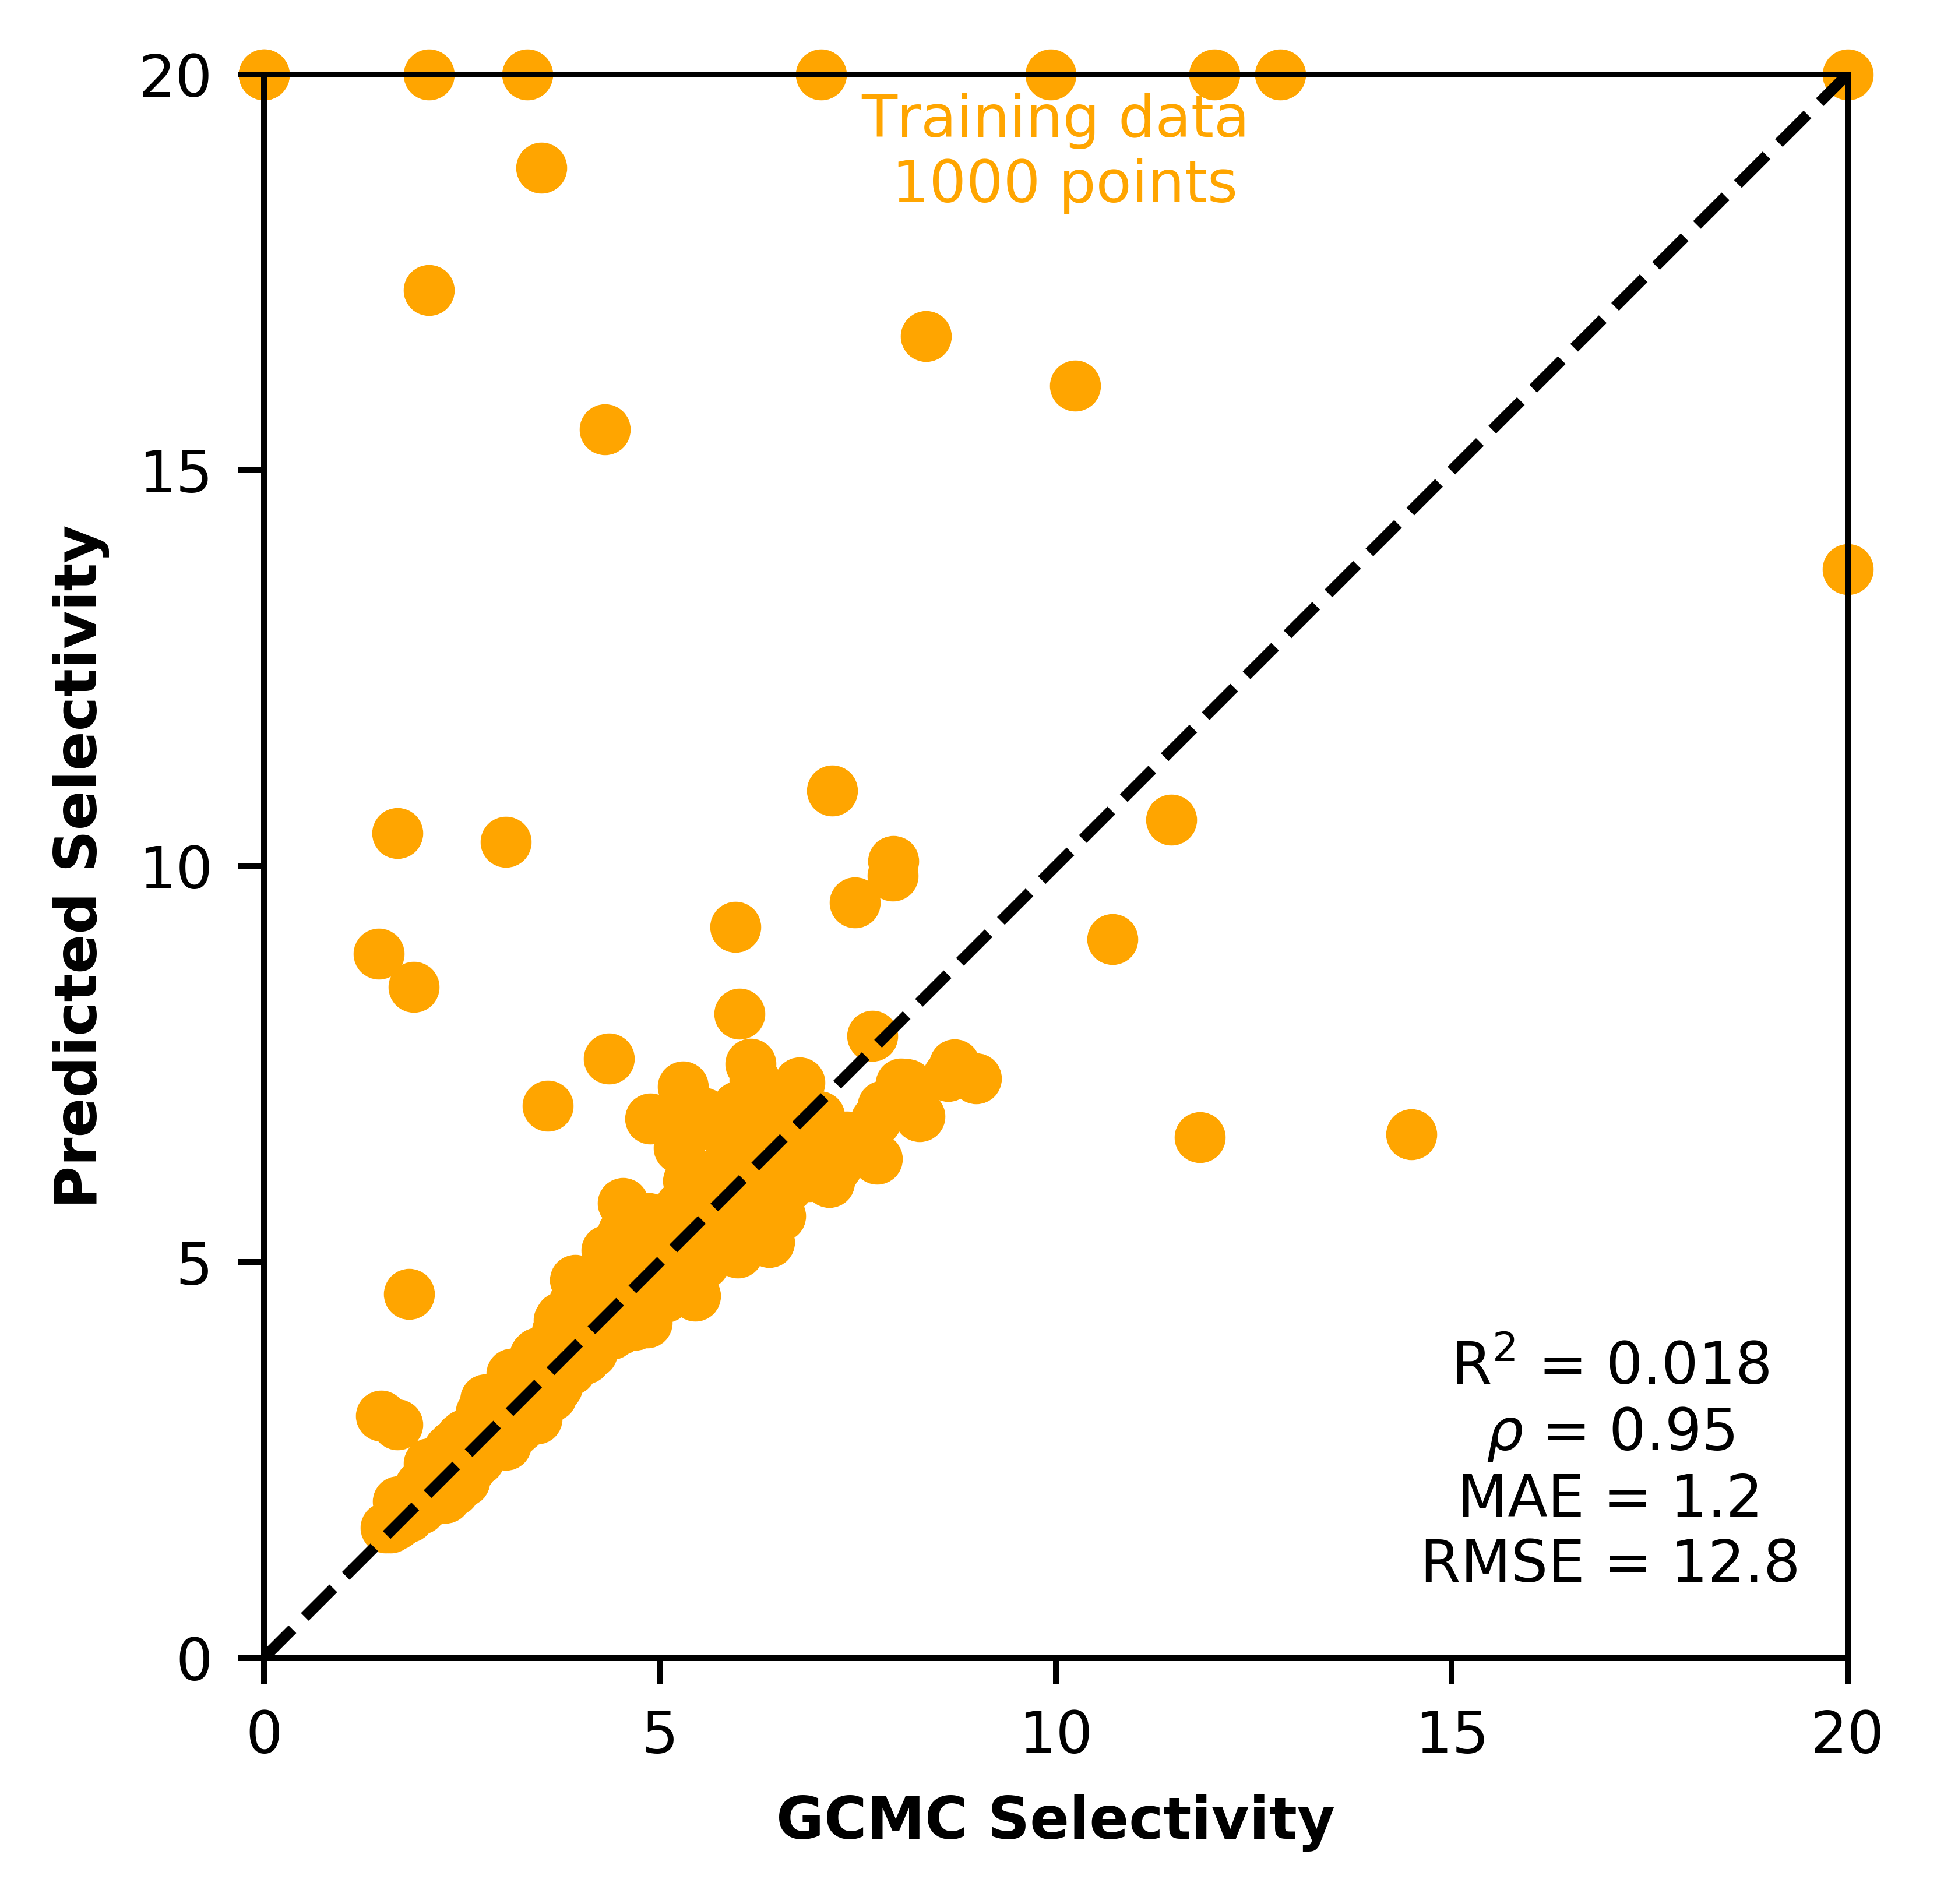 20
Training data
1000 points
15
Predicted Selectivity
10
5
R² = 0.018
ρ = 0.95
MAE = 1.2
RMSE = 12.8
0
0 5 10 15 20
GCMC Selectivity